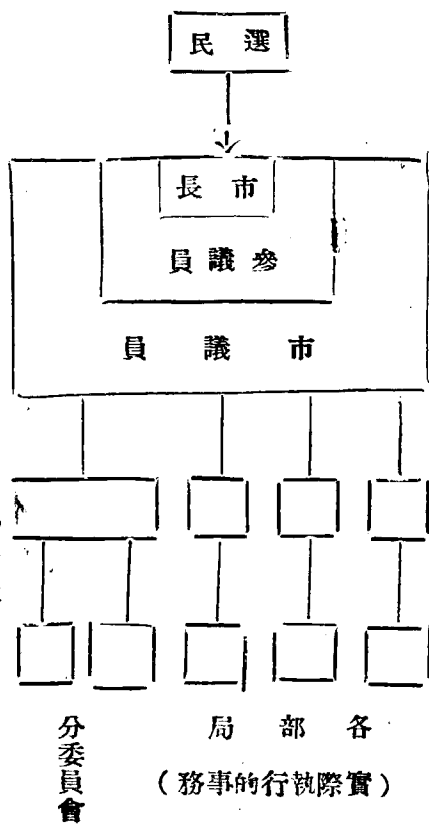 選民
市長
參議員
市議員
各部局
(實際執行的事務)
分委員會